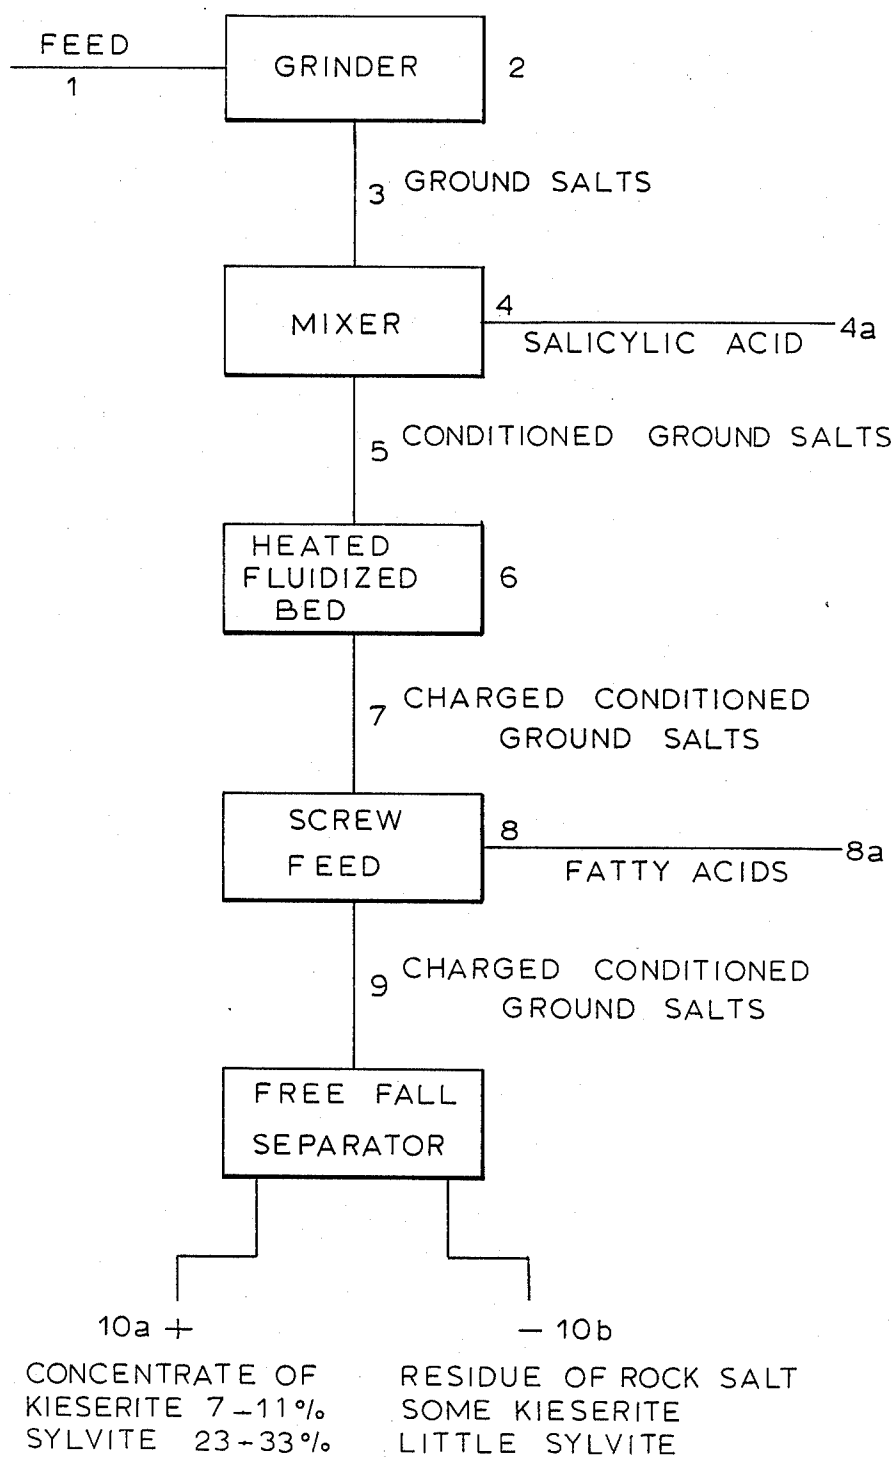 FEED
1
GRINDER
2
3 GROUND SALTS
MIXER
4
SALICYLIC ACID
4a
5 CONDITIONED GROUND SALTS
HEATED
FLUIDIZED
BED
6
7 CHARGED CONDITIONED
GROUND SALTS
SCREW
FEED
8
FATTY ACIDS
8a
9 CHARGED CONDITIONED
GROUND SALTS
FREE FALL
SEPARATOR
10a +
CONCENTRATE OF
KIESERITE 7-11%
SYLVITE 23-33%
- 10b
RESIDUE OF ROCK SALT
SOME KIESERITE
LITTLE SYLVITE